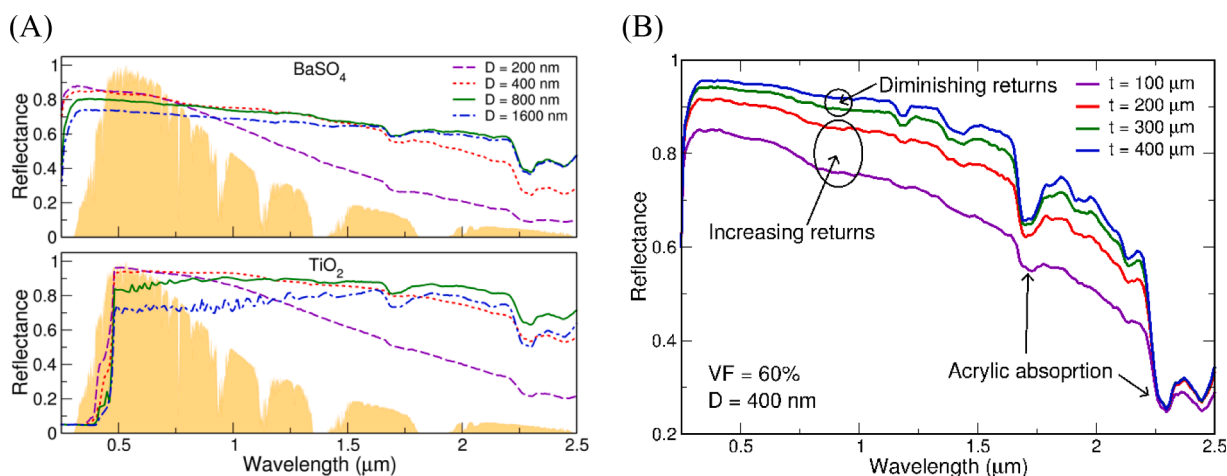 (A)
BaSO4
D = 200 nm
D = 400 nm
D = 800 nm
D = 1600 nm
Reflectance
1
0.8
0.6
0.4
0.2
0
TiO2
Reflectance
1
0.8
0.6
0.4
0.2
0
0.5 1 1.5 2 2.5
Wavelength (μm)
(B)
Diminishing returns
t = 100 μm
t = 200 μm
t = 300 μm
t = 400 μm
Increasing returns
Acrylic absoprtion
VF = 60%
D = 400 nm
Reflectance
1
0.8
0.6
0.4
0.2
0.5 1 1.5 2 2.5
Wavelength (μm)